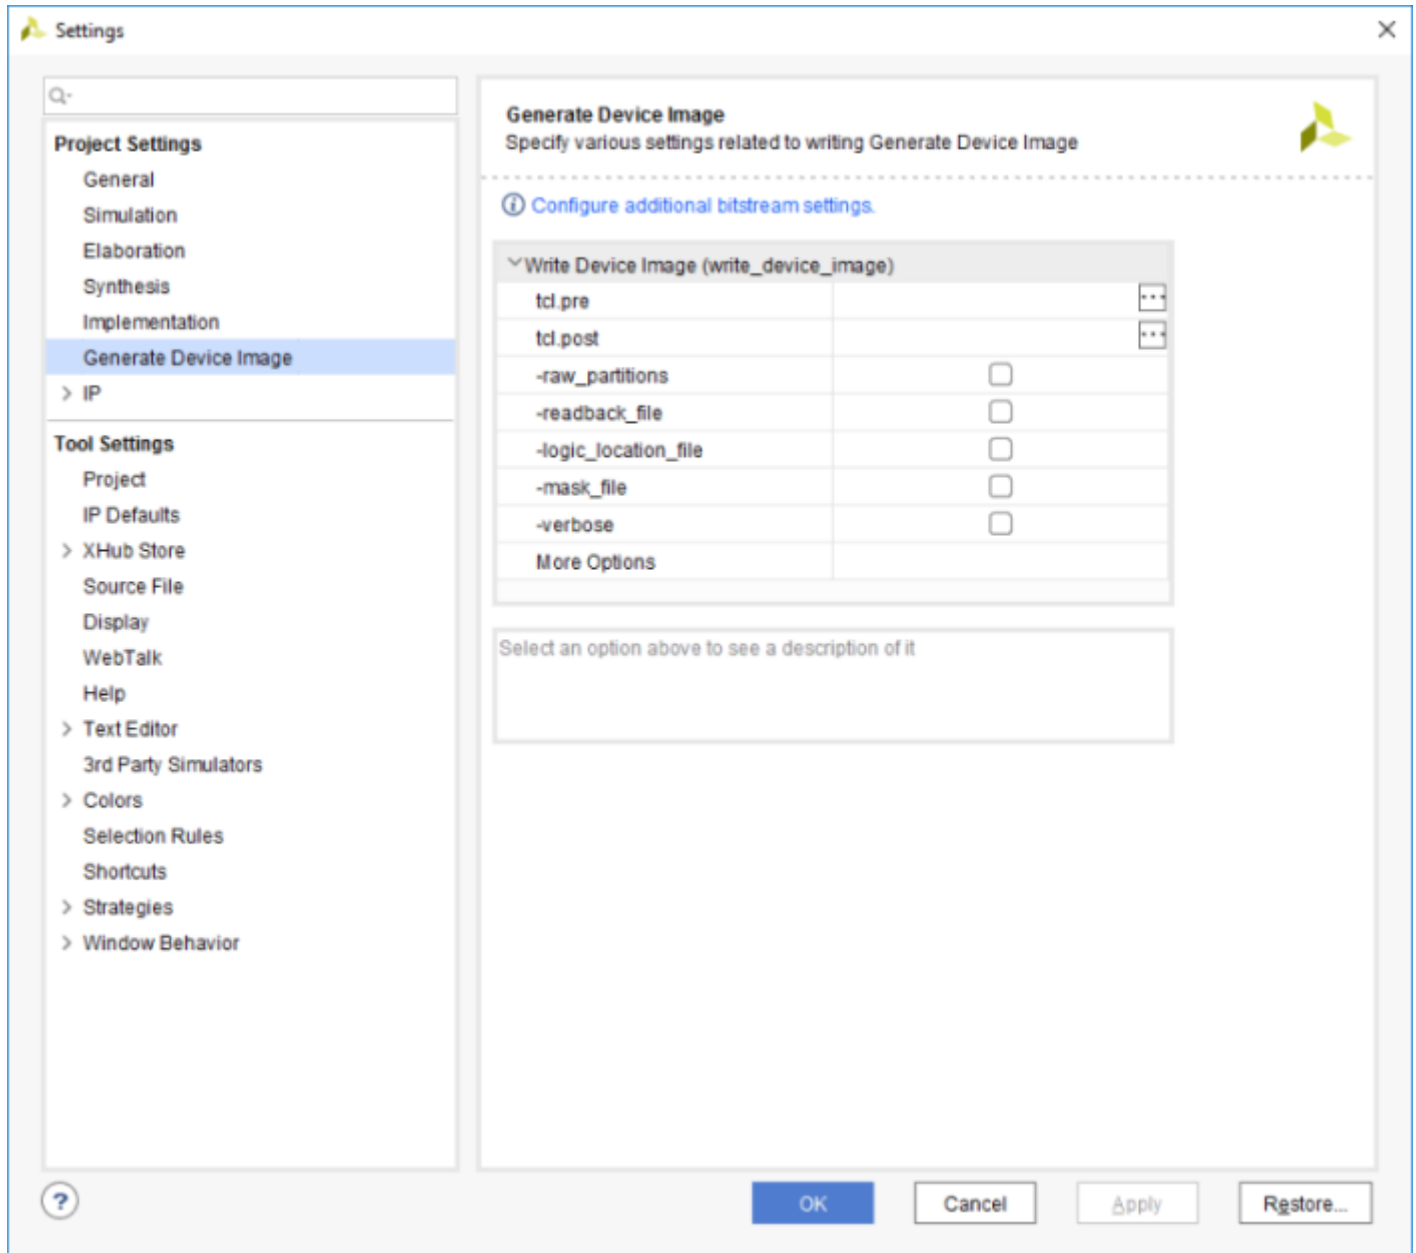 Settings
Project Settings
General
Simulation
Elaboration
Synthesis
Implementation
Generate Device Image
IP
Tool Settings
Project
IP Defaults
XHub Store
Source File
Display
WebTalk
Help
Text Editor
3rd Party Simulators
Colors
Selection Rules
Shortcuts
Strategies
Window Behavior
Generate Device Image
Specify various settings related to writing Generate Device Image
Configure additional bitstream settings.
Write Device Image (write_device_image)
tcl.pre
tcl.post
-raw_partitions
-readback_file
-logic_location_file
-mask_file
-verbose
More Options
Select an option above to see a description of it
?
OK
Cancel
Apply
Restore...